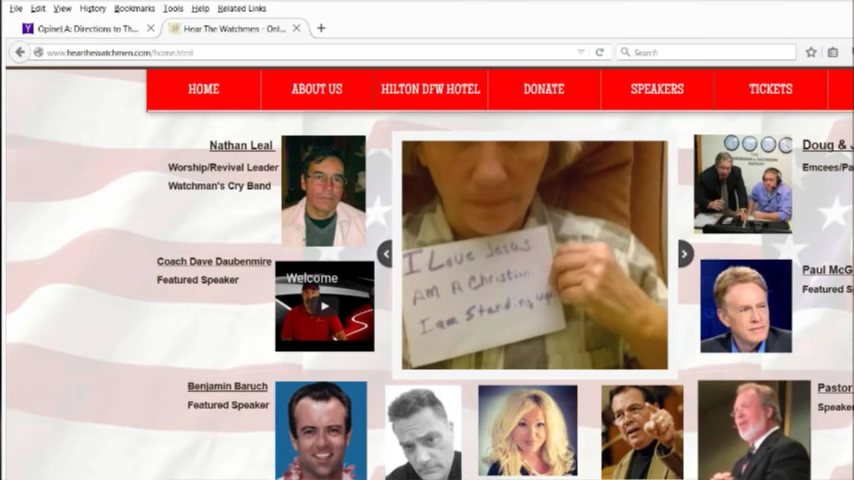 File Edit View History Bookmarks Tools Help Related Links
OpineLA: Directions to Th...
Hear The Watchmen - Onl...
www.hearthewatchmen.com/home.html
Search
HOME ABOUT US HILTON DFW HOTEL DONATE SPEAKERS TICKETS
Nathan Leal
Worship/Revival Leader
Watchman's Cry Band
Doug & J
Emcees/Pa
I Love Jesus
AM A Christian
I am Standing up
Coach Dave Daubenmire
Featured Speaker
Welcome
Paul McG
Featured S
Benjamin Baruch
Featured Speaker
Pastor
Speaker